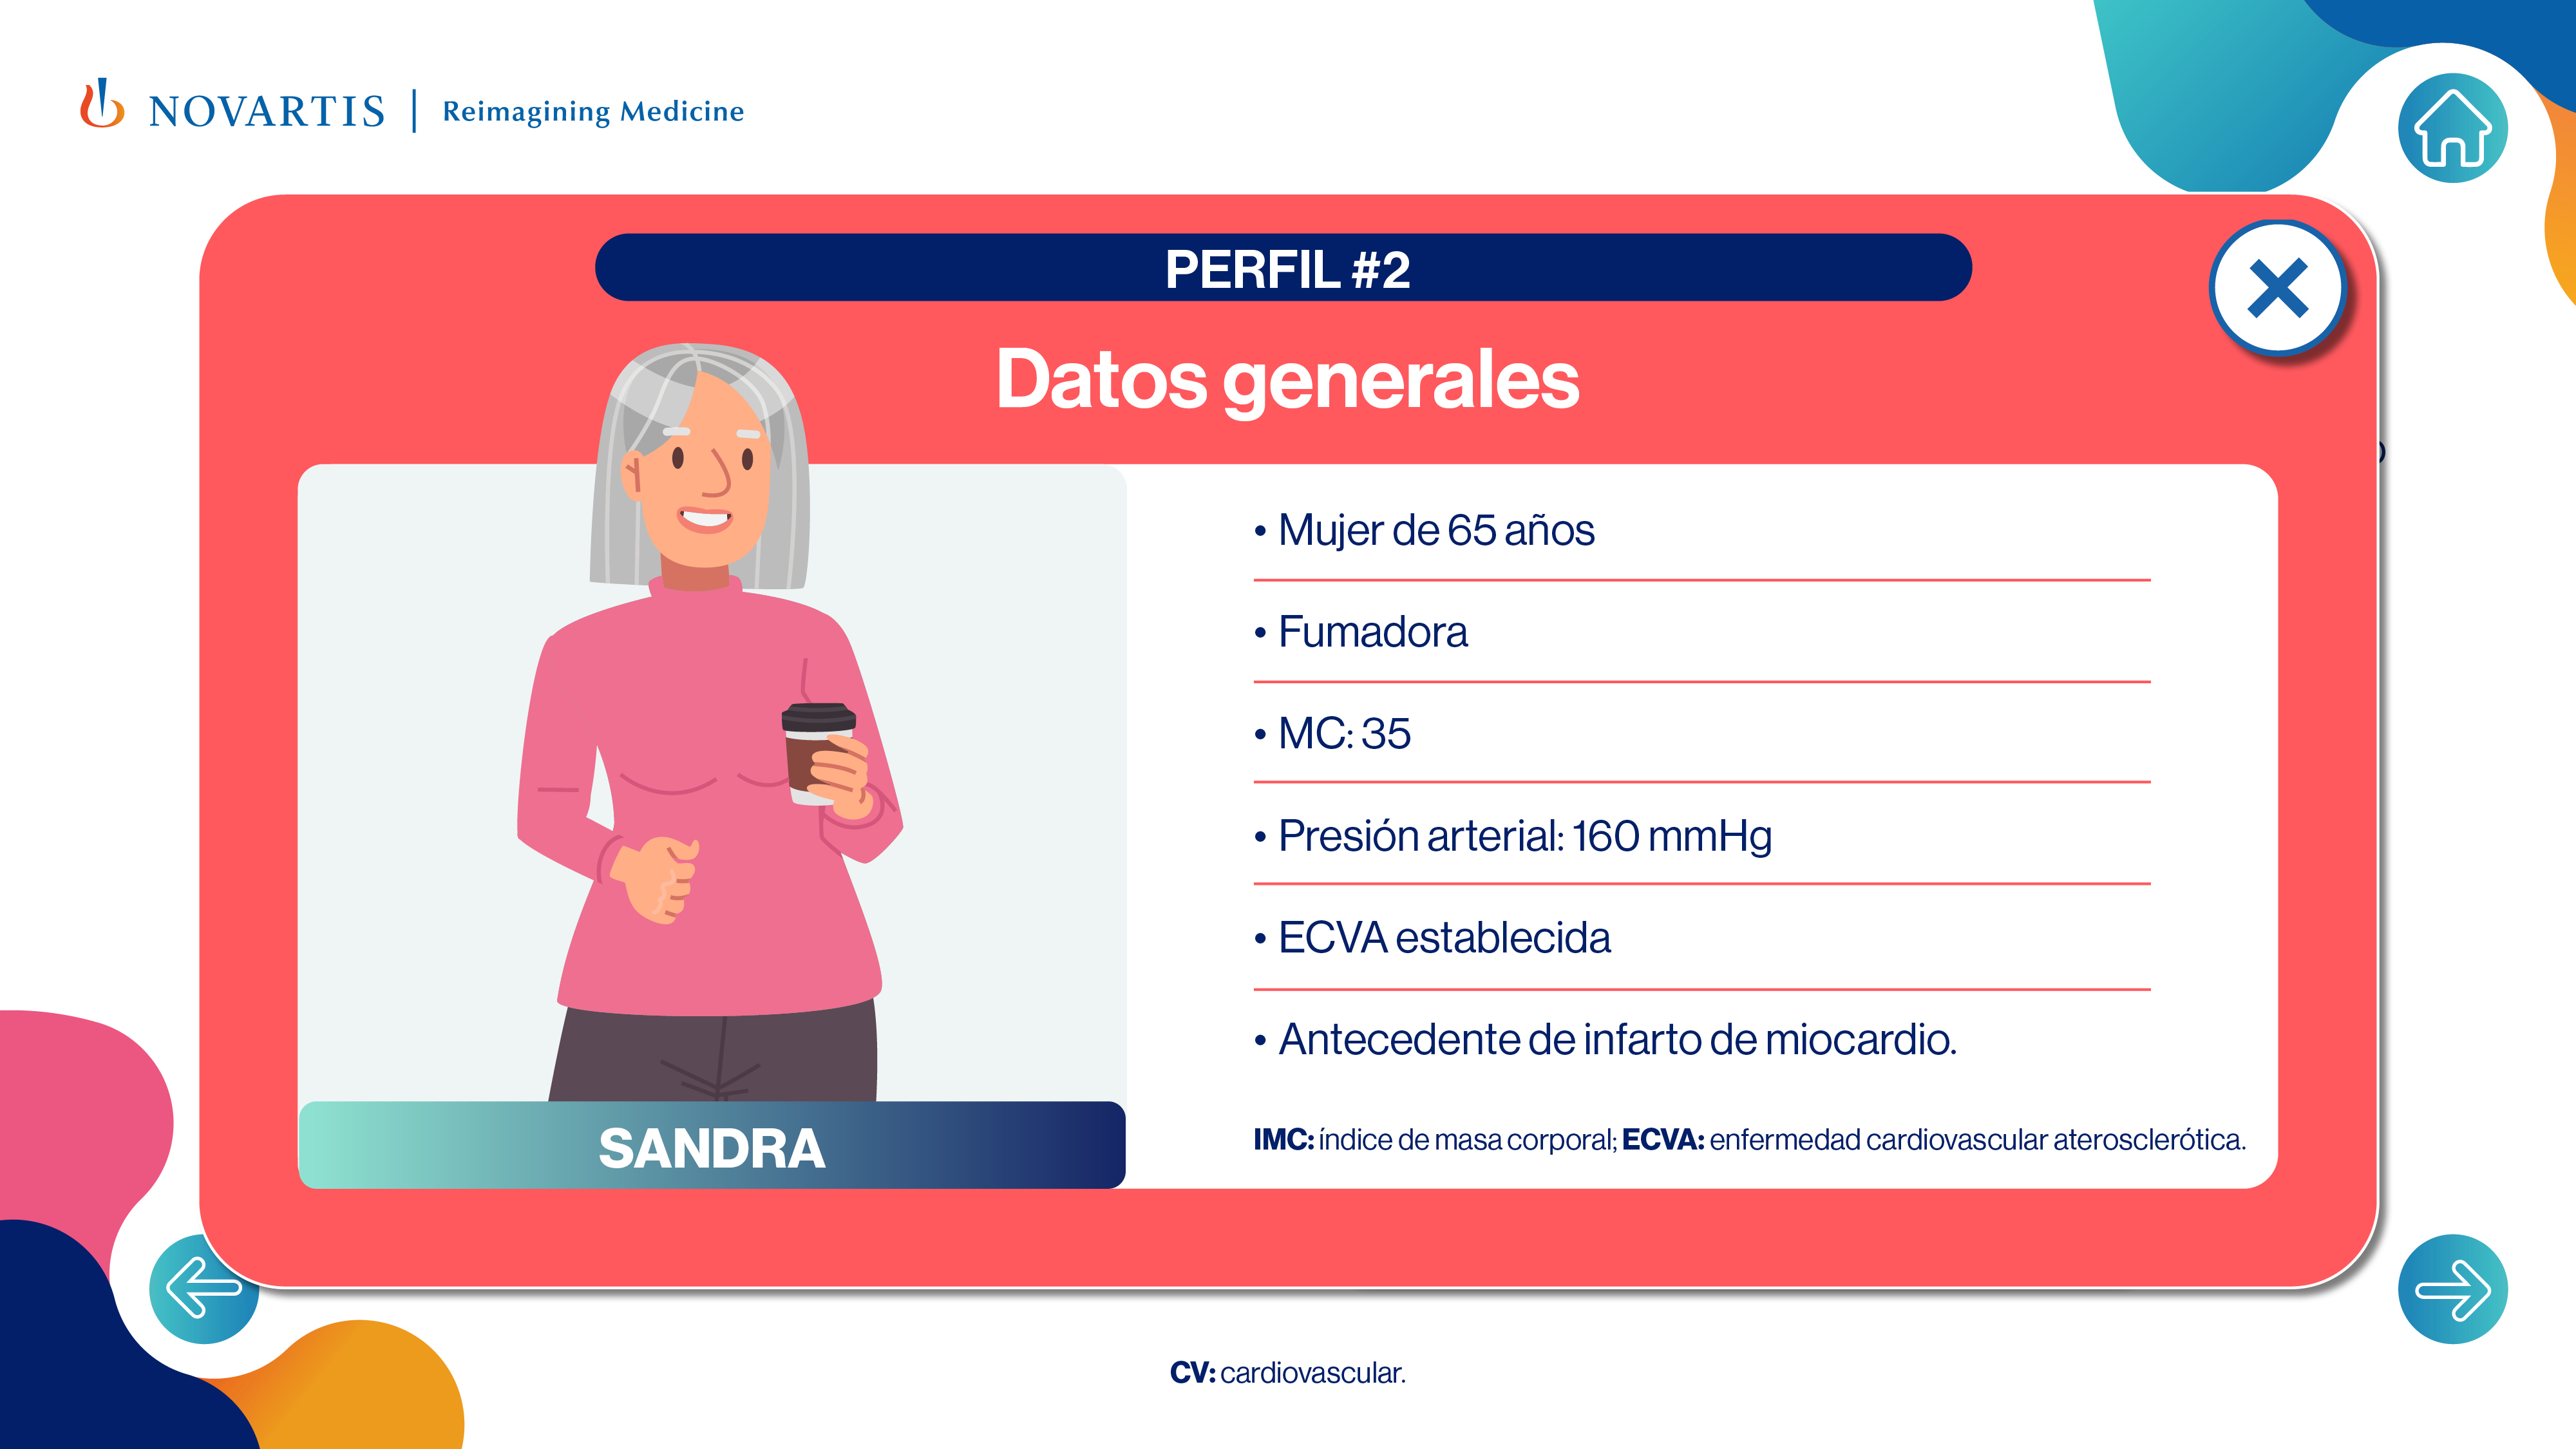 NOVARTIS | Reimagining Medicine
PERFIL #2
Datos generales
• Mujer de 65 años
• Fumadora
• MC: 35
• Presión arterial: 160 mmHg
• ECVA establecida
• Antecedente de infarto de miocardio.
SANDRA
IMC: índice de masa corporal; ECVA: enfermedad cardiovascular aterosclerótica.
CV: cardiovascular.